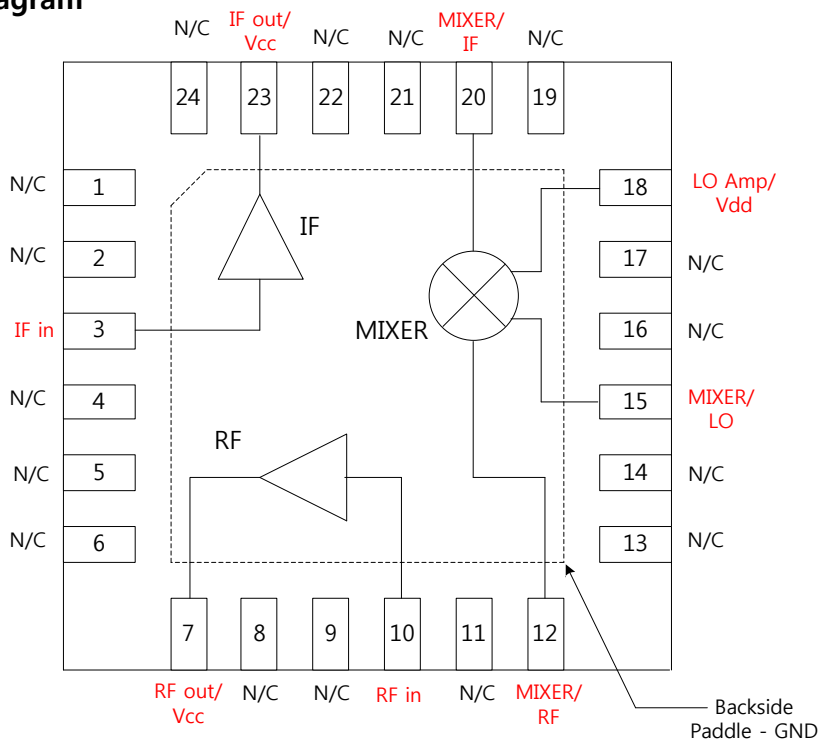 agram
N/C
IF out/
Vcc
N/C
N/C
MIXER/
IF
N/C
24
23
22
21
20
19
N/C
1
18
LO Amp/
Vdd
N/C
2
IF
17
N/C
IF in
3
MIXER
16
N/C
N/C
4
15
MIXER/
LO
N/C
5
RF
14
N/C
N/C
6
13
N/C
7
8
9
10
11
12
RF out/
Vcc
N/C
N/C
RF in
N/C
MIXER/
RF
Backside
Paddle - GND